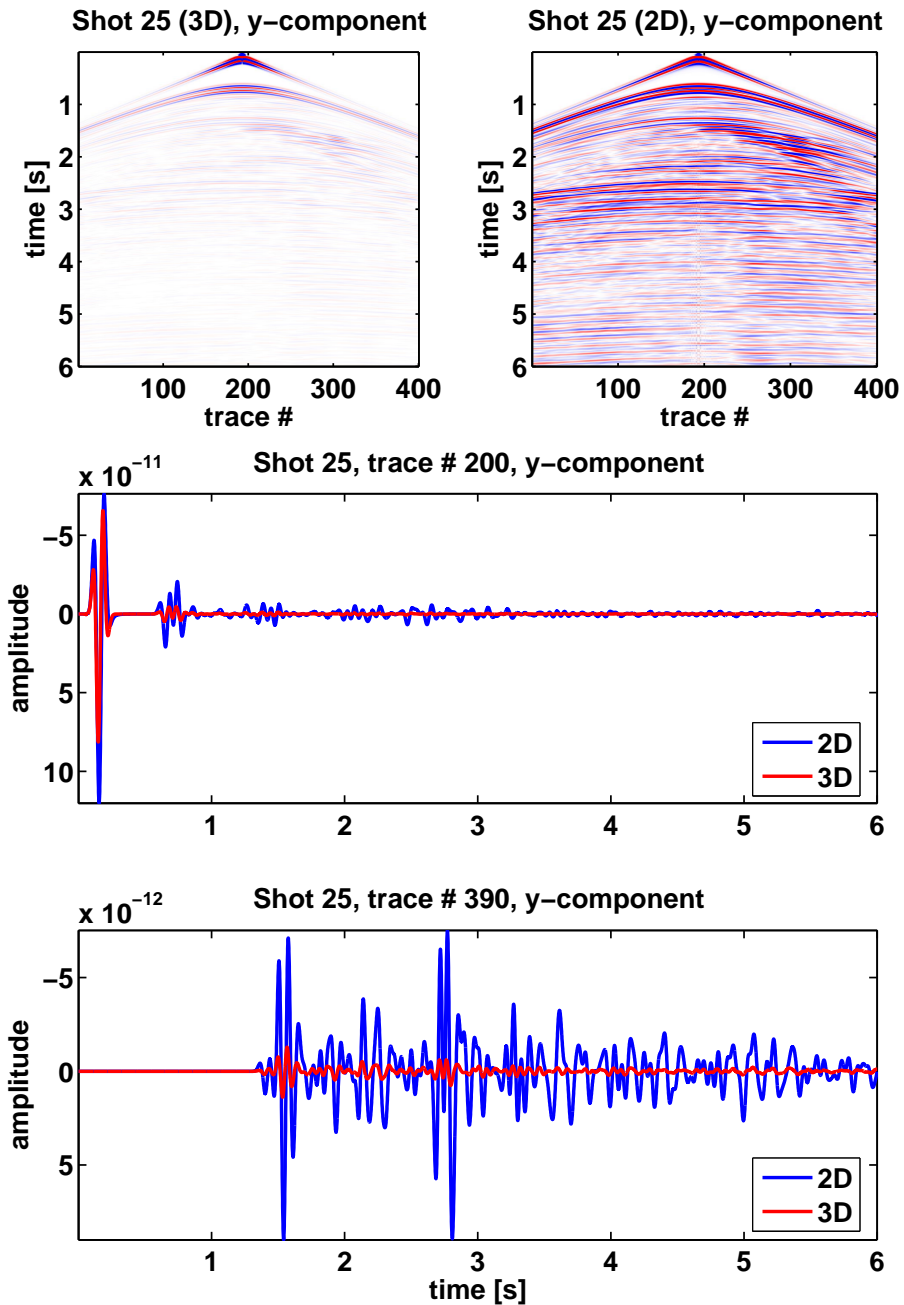 Shot 25 (3D), y−component
Shot 25 (2D), y−component
1
2
3
4
5
6
time [s]
100 200 300 400
trace #
1
2
3
4
5
6
time [s]
100 200 300 400
trace #
x 10⁻¹¹
Shot 25, trace # 200, y−component
−5
0
5
10
amplitude
2D
3D
1 2 3 4 5 6
x 10⁻¹²
Shot 25, trace # 390, y−component
−5
0
5
amplitude
2D
3D
1 2 3 4 5 6
time [s]